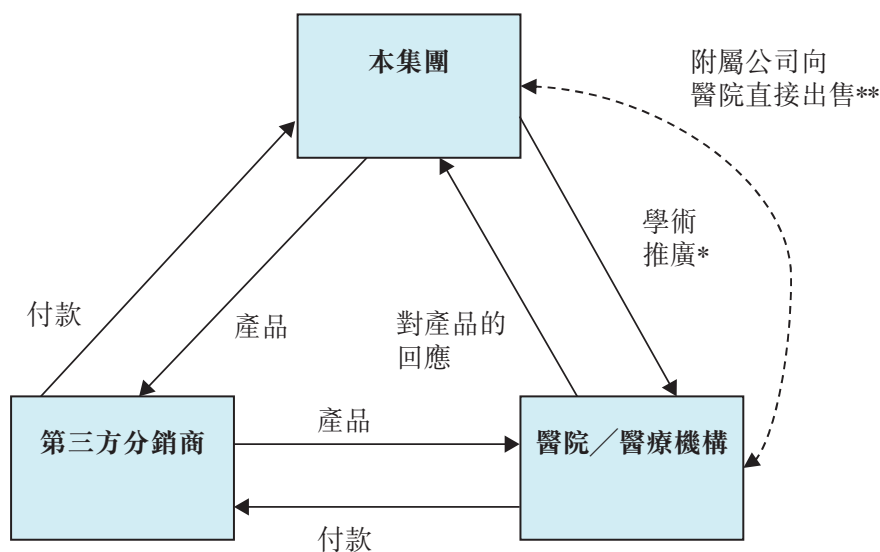 本集團
附屬公司向
醫院直接出售**
學術
推廣*
付款
產品
對產品的
回應
第三方分銷商
產品
醫院／醫療機構
付款